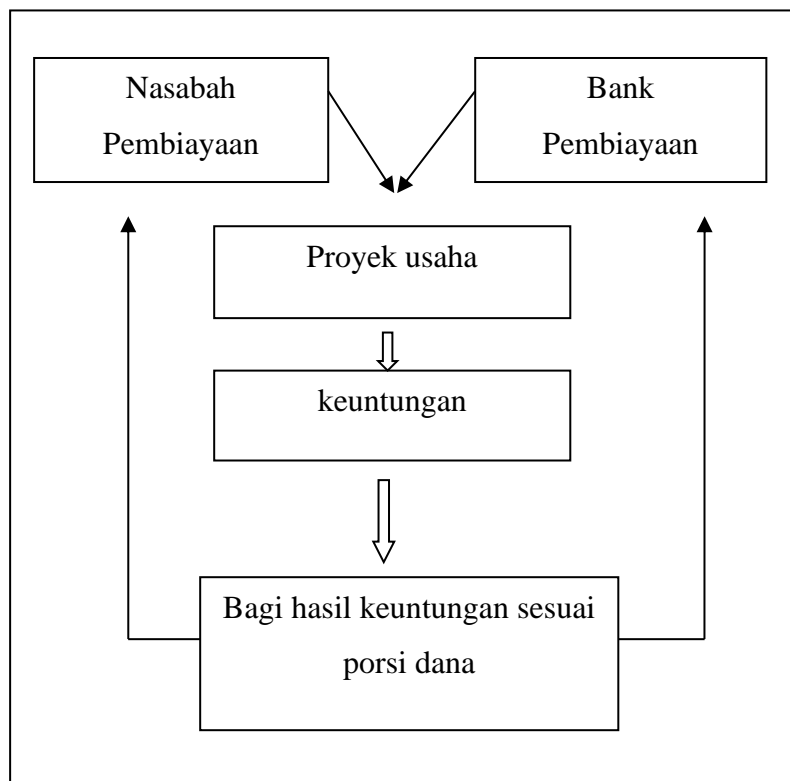 Nasabah
Pembiayaan
Bank
Pembiayaan
Proyek usaha
keuntungan
Bagi hasil keuntungan sesuai
porsi dana